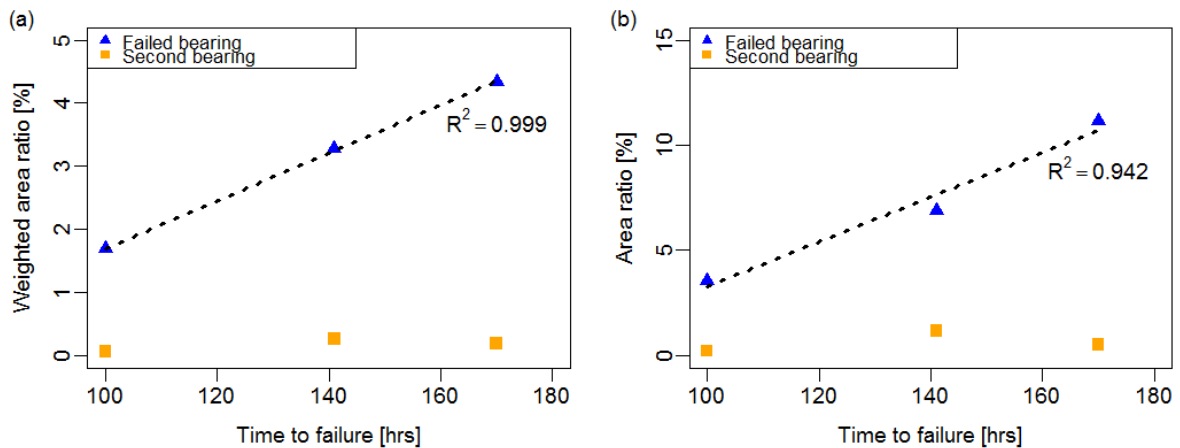 (a)
Failed bearing
Second bearing
R² = 0.999
Weighted area ratio [%]
0
1
2
3
4
5
100
120
140
160
180
Time to failure [hrs]
(b)
Failed bearing
Second bearing
R² = 0.942
Area ratio [%]
0
5
10
15
100
120
140
160
180
Time to failure [hrs]